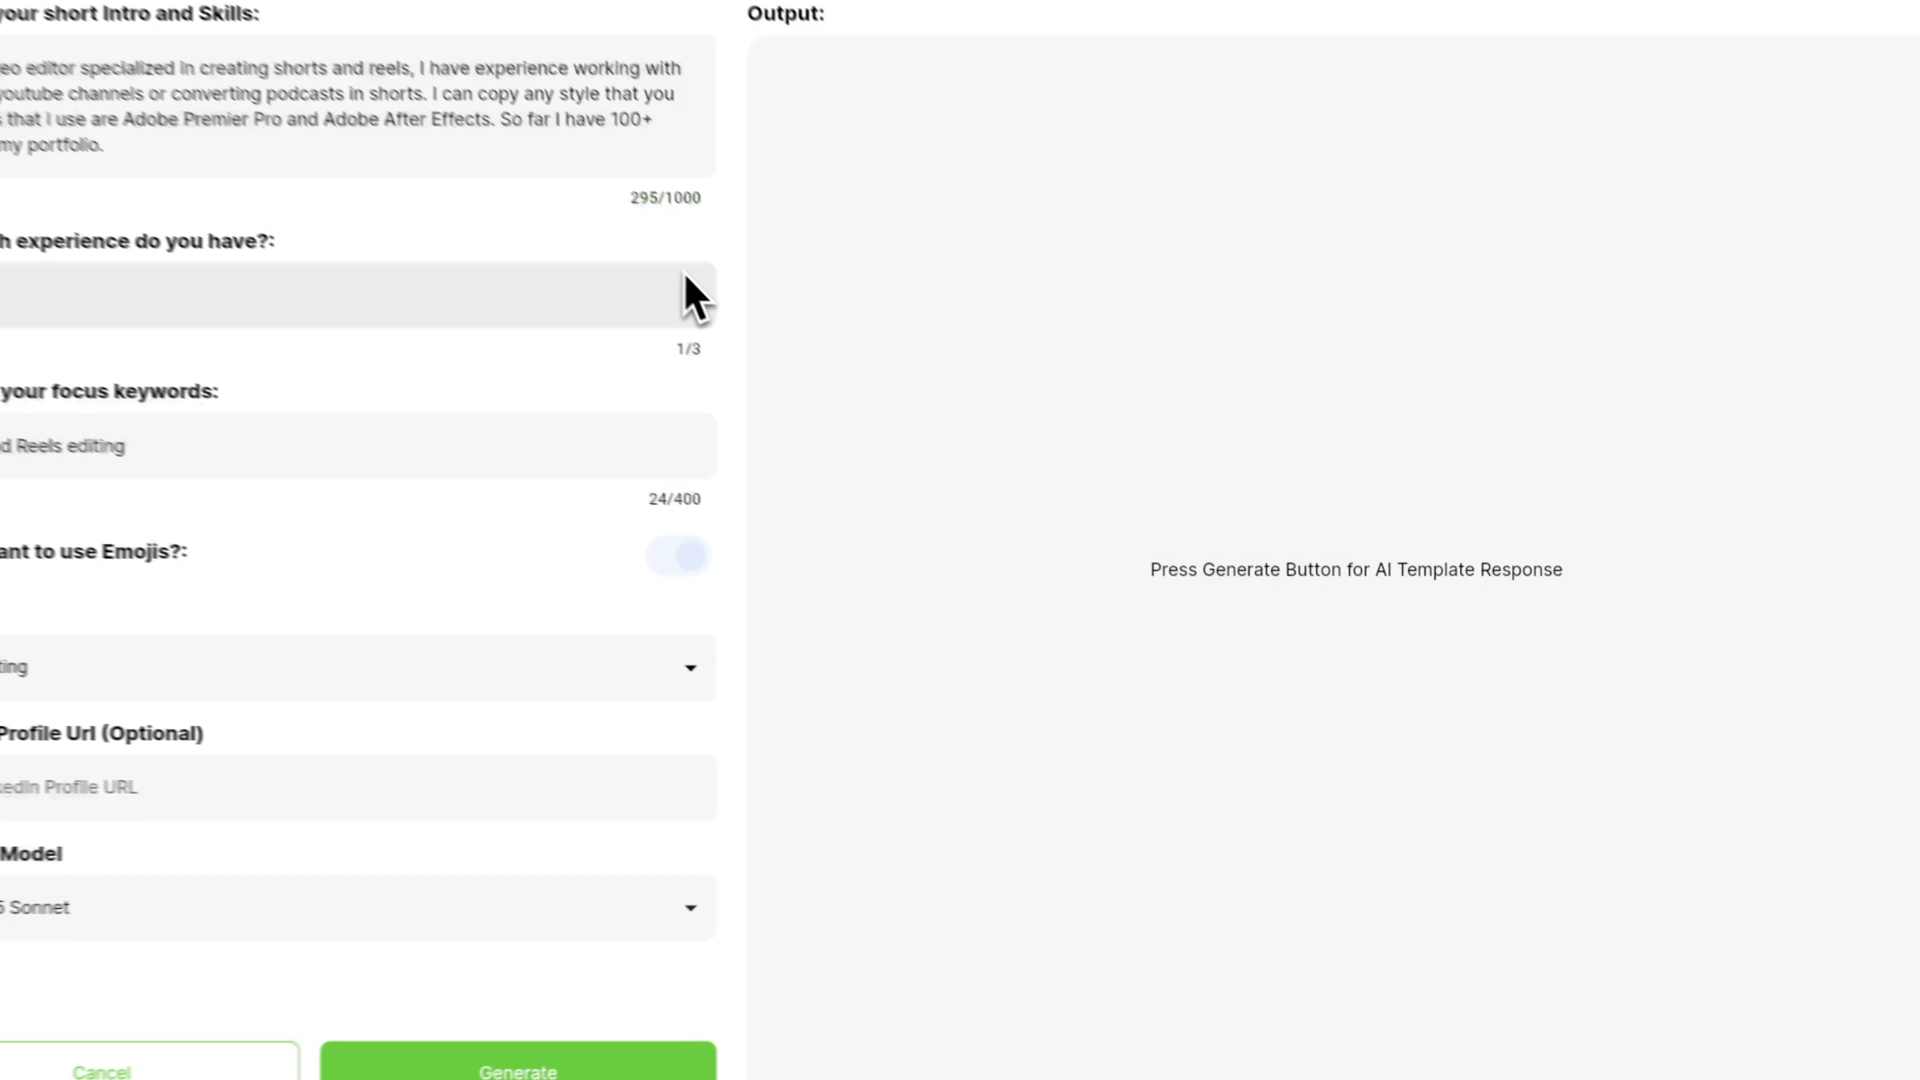 your short Intro and Skills:
Output:
eo editor specialized in creating shorts and reels, I have experience working with
youtube channels or converting podcasts in shorts. I can copy any style that you
s that I use are Adobe Premier Pro and Adobe After Effects. So far I have 100+
my portfolio.
295/1000
h experience do you have?:
1/3
your focus keywords:
d Reels editing
24/400
ant to use Emojis?:
Press Generate Button for AI Template Response
ting
Profile Url (Optional)
kedIn Profile URL
Model
5 Sonnet
Cancel
Generate